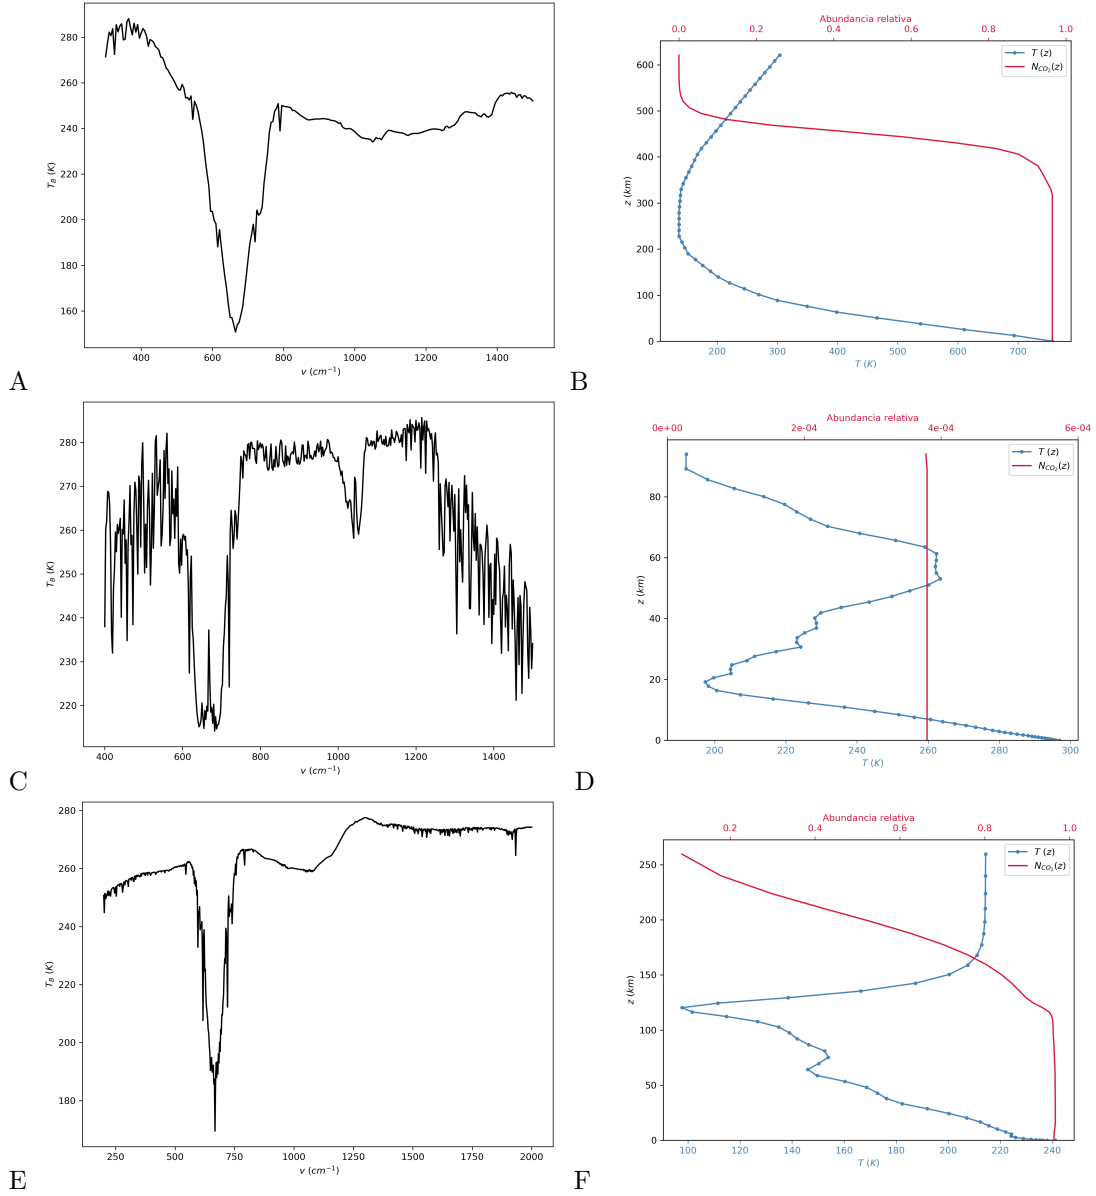 280
260
240
220
200
180
160
T_B (K)
400 600 800 1000 1200 1400
v (cm⁻¹)
A
Abundancia relativa
0.0 0.2 0.4 0.6 0.8 1.0
T (z)
N_{CO₂}(z)
600
500
400
300
200
100
0
z (km)
200 300 400 500 600 700
T (K)
B
280
270
260
250
240
230
220
T_B (K)
400 600 800 1000 1200 1400
v (cm⁻¹)
C
Abundancia relativa
0e+00 2e-04 4e-04 6e-04
T (z)
N_{CO₂}(z)
80
60
40
20
0
z (km)
200 220 240 260 280 300
T (K)
D
280
260
240
220
200
180
T_B (K)
250 500 750 1000 1250 1500 1750 2000
v (cm⁻¹)
E
Abundancia relativa
0.2 0.4 0.6 0.8 1.0
T (z)
N_{CO₂}(z)
250
200
150
100
50
0
z (km)
100 120 140 160 180 200 220 240
T (K)
F